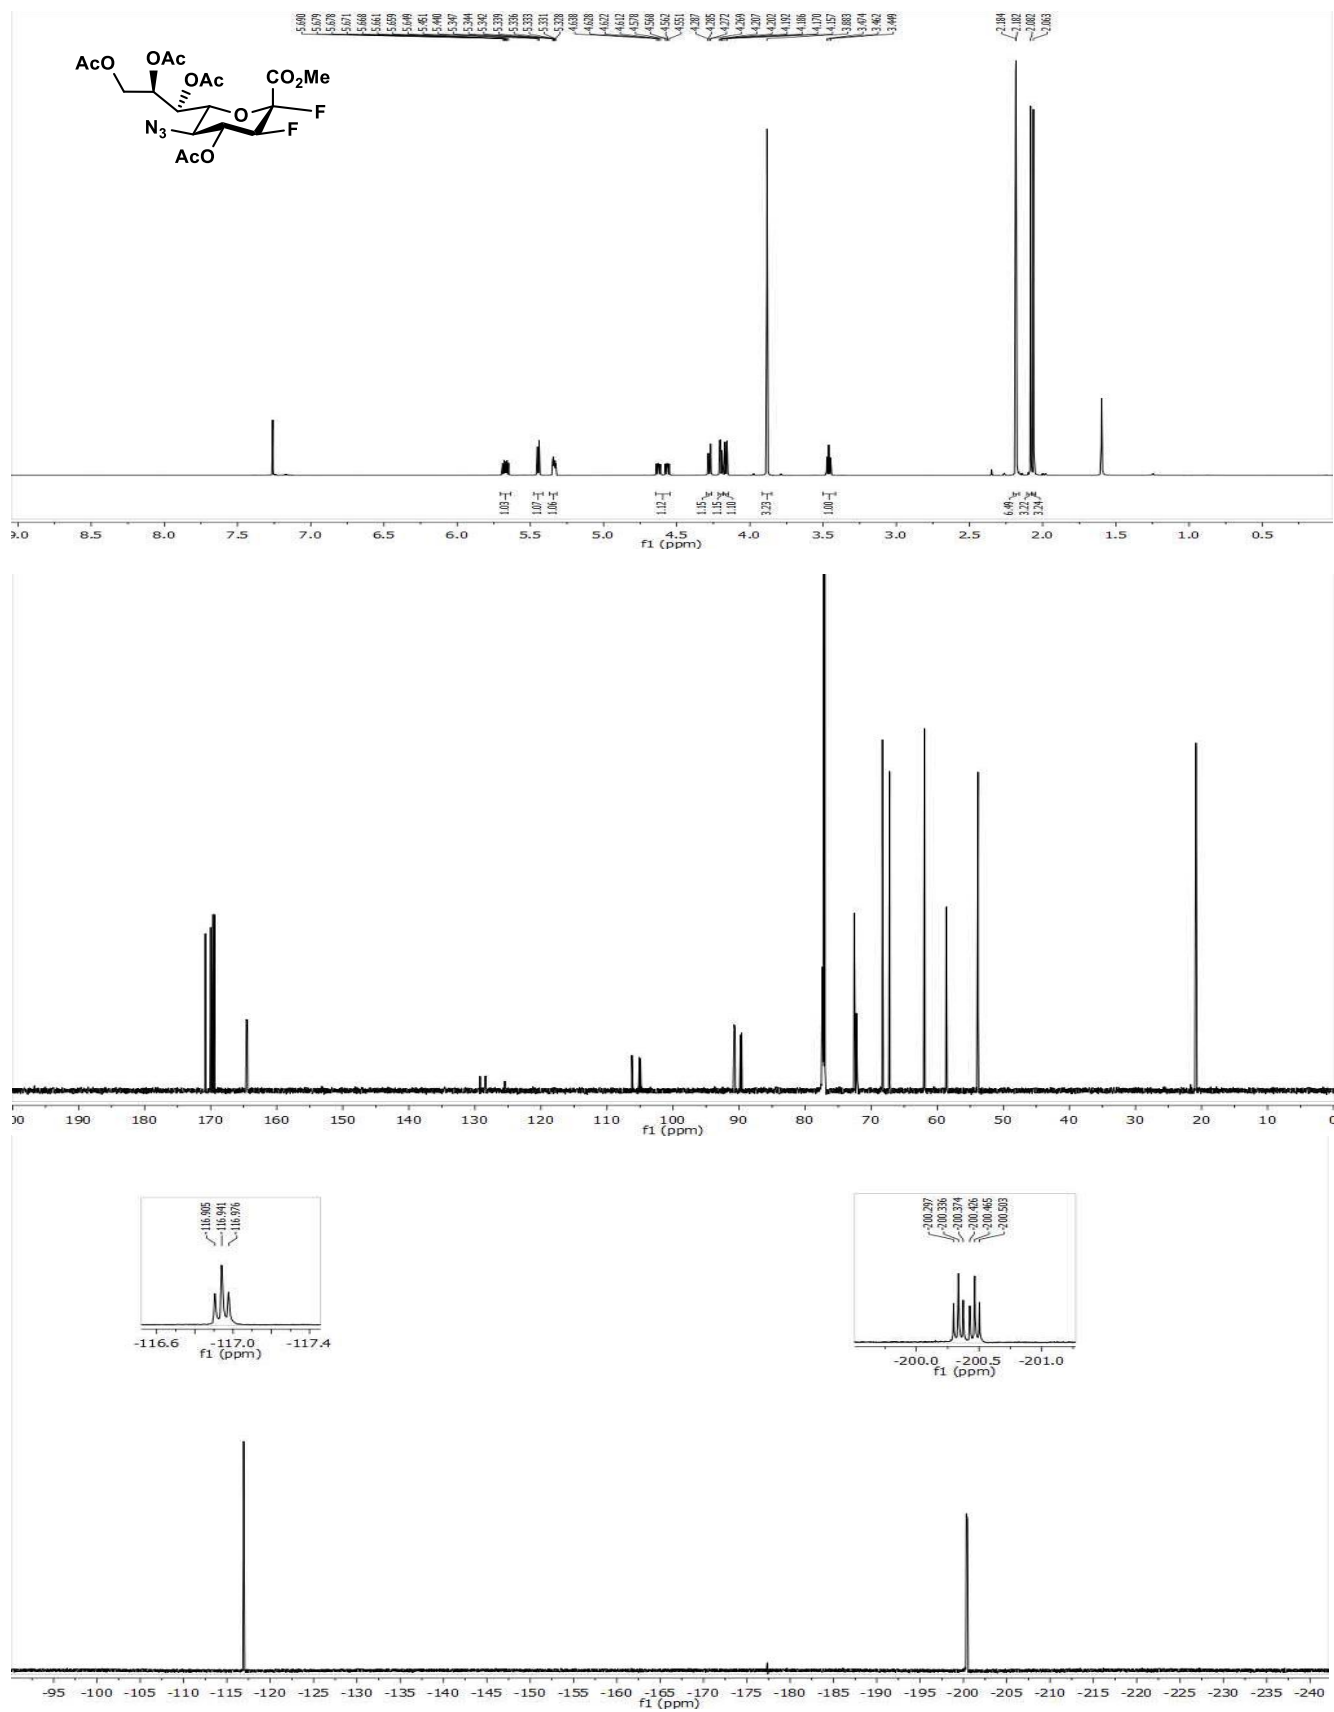 5.690 5.679 5.678 5.671 5.668 5.661 5.659 5.649 5.451 5.440 5.347 5.344 5.342 5.339 5.336 5.333 5.331 5.328 4.638 4.628 4.622 4.612 4.578 4.568 4.562 4.551 4.287 4.285 4.272 4.269 4.207 4.202 4.192 4.186 4.170 4.157 3.883 3.474 3.462 3.449 2.184 2.182 2.082 2.063
AcO OAc OAc CO₂Me
O F
N₃ F
AcO
1.03 1.07 1.06 1.12 1.15 1.15 1.10 3.23 1.00 6.49 3.22 3.24
9.0 8.5 8.0 7.5 7.0 6.5 6.0 5.5 5.0 4.5 4.0 3.5 3.0 2.5 2.0 1.5 1.0 0.5
f1 (ppm)
00 190 180 170 160 150 140 130 120 110 100 90 80 70 60 50 40 30 20 10 0
f1 (ppm)
-116.905 -116.941 -116.976
-116.6 -117.0 -117.4
f1 (ppm)
-200.297 -200.336 -200.374 -200.426 -200.465 -200.503
-200.0 -200.5 -201.0
f1 (ppm)
-95 -100 -105 -110 -115 -120 -125 -130 -135 -140 -145 -150 -155 -160 -165 -170 -175 -180 -185 -190 -195 -200 -205 -210 -215 -220 -225 -230 -235 -240
f1 (ppm)